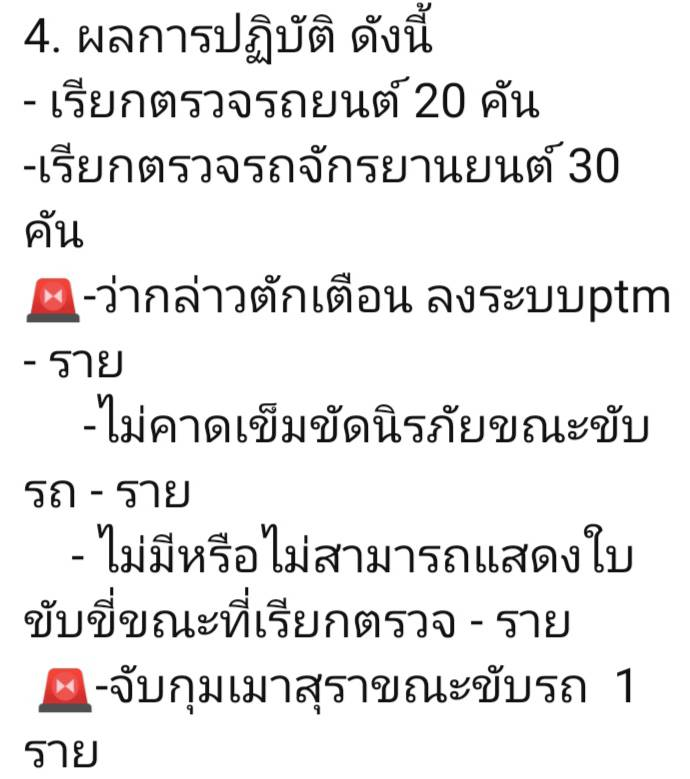 4. ผลการปฏิบัติ ดังนี้
- เรียกตรวจรถยนต์ 20 คัน
-เรียกตรวจรถจักรยานยนต์ 30
คัน
🚨-ว่ากล่าวตักเตือน ลงระบบptm
- ราย
-ไม่คาดเข็มขัดนิรภัยขณะขับ
รถ - ราย
- ไม่มีหรือไม่สามารถแสดงใบ
ขับขี่ขณะที่เรียกตรวจ - ราย
🚨-จับกุมเมาสุราขณะขับรถ 1
ราย